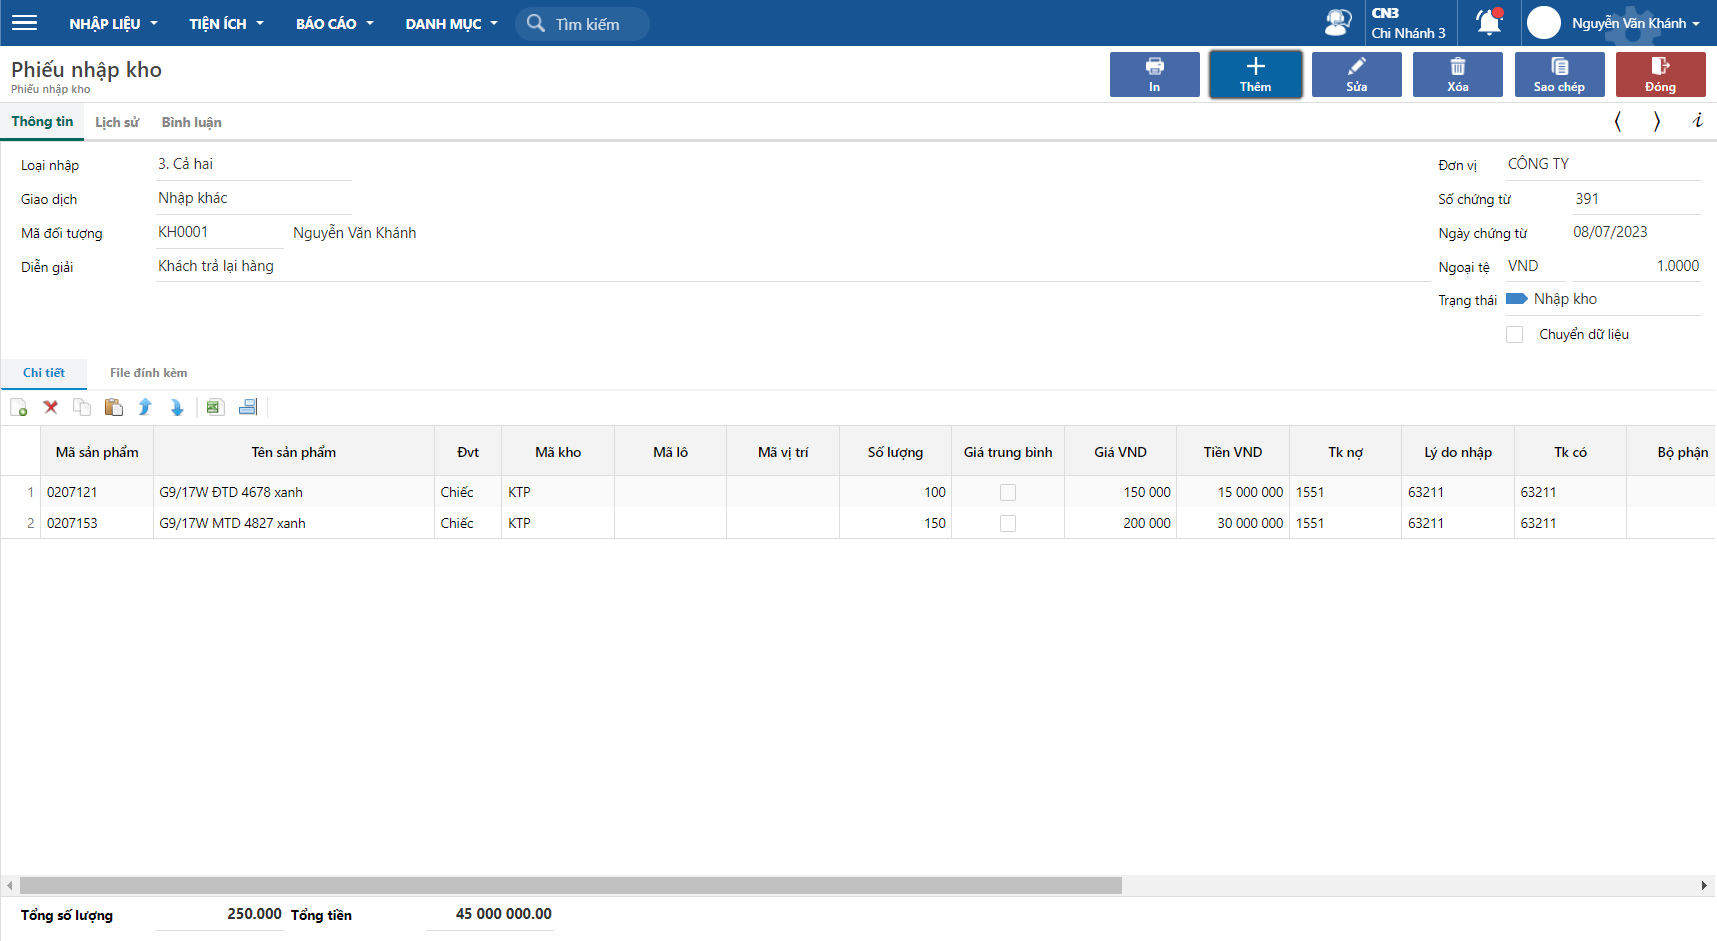 NHẬP LIỆU TIỆN ÍCH BÁO CÁO DANH MỤC Tìm kiếm CN3 Chi Nhánh 3 Nguyễn Văn Khánh
Phiếu nhập kho
Phiếu nhập kho
In Thêm Sửa Xóa Sao chép Đóng
Thông tin Lịch sử Bình luận
Loại nhập 3. Cả hai Đơn vị CÔNG TY
Giao dịch Nhập khác Số chứng từ 391
Mã đối tượng KH0001 Nguyễn Văn Khánh Ngày chứng từ 08/07/2023
Diễn giải Khách trả lại hàng Ngoại tệ VND 1.0000
Trạng thái Nhập kho
Chuyển dữ liệu
Chi tiết File đính kèm
Mã sản phẩm Tên sản phẩm Đvt Mã kho Mã lô Mã vị trí Số lượng Giá trung bình Giá VND Tiền VND Tk nợ Lý do nhập Tk có Bộ phận
1 0207121 G9/17W ĐTD 4678 xanh Chiếc KTP 100 150 000 15 000 000 1551 63211 63211
2 0207153 G9/17W MTD 4827 xanh Chiếc KTP 150 200 000 30 000 000 1551 63211 63211
Tổng số lượng 250.000 Tổng tiền 45 000 000.00